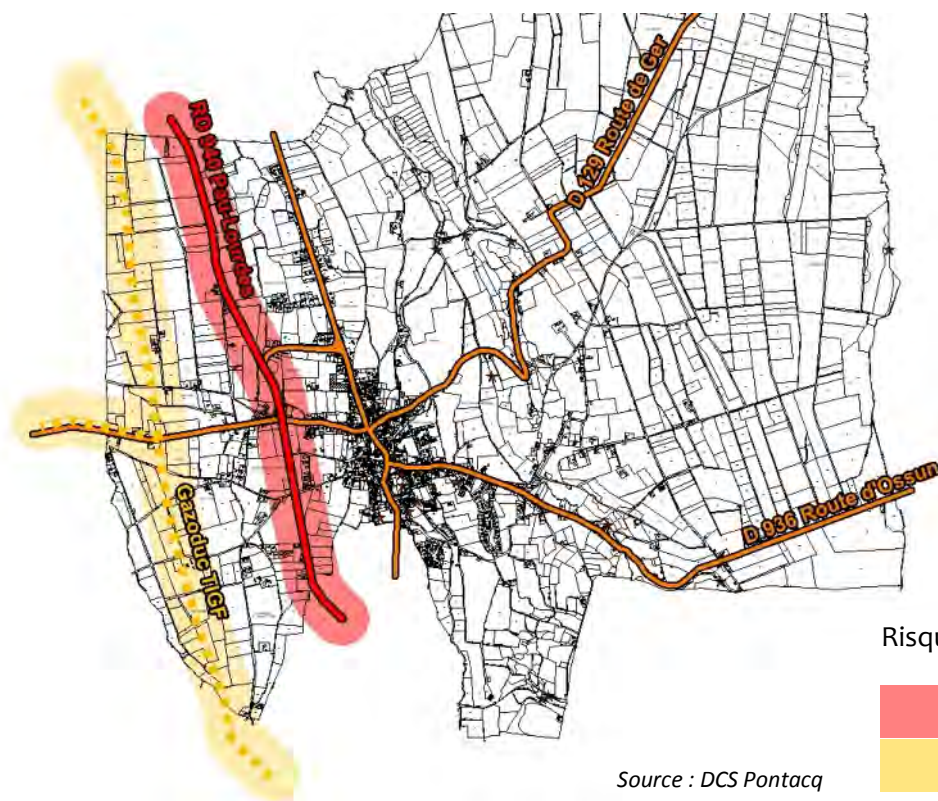 D 129 Route de Ger
RD 940 Pau-Lourdes
Gazoduc TIGF
D 936 Route d'Ossun
Risqu
Source : DCS Pontacq